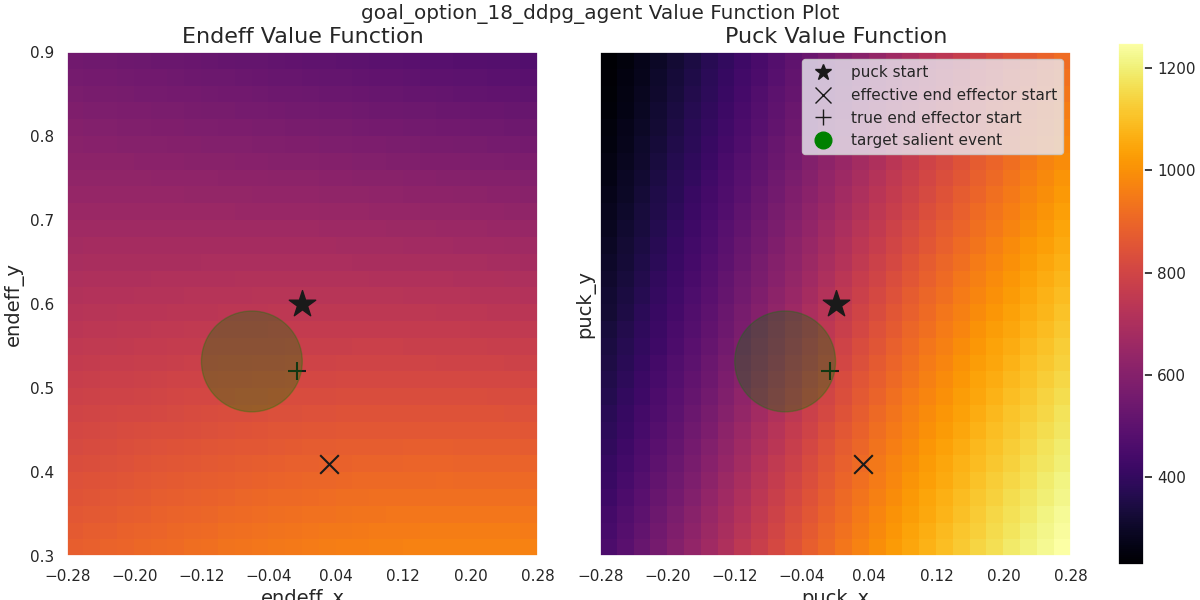 goal_option_18_ddpg_agent Value Function Plot
Endeff Value Function
Puck Value Function
0.9
0.8
0.7
0.6
0.5
0.4
0.3
endeff_y
−0.28 −0.20 −0.12 −0.04 0.04 0.12 0.20 0.28
endeff_x
puck start
effective end effector start
true end effector start
target salient event
puck_y
−0.28 −0.20 −0.12 −0.04 0.04 0.12 0.20 0.28
puck_x
1200
1000
800
600
400